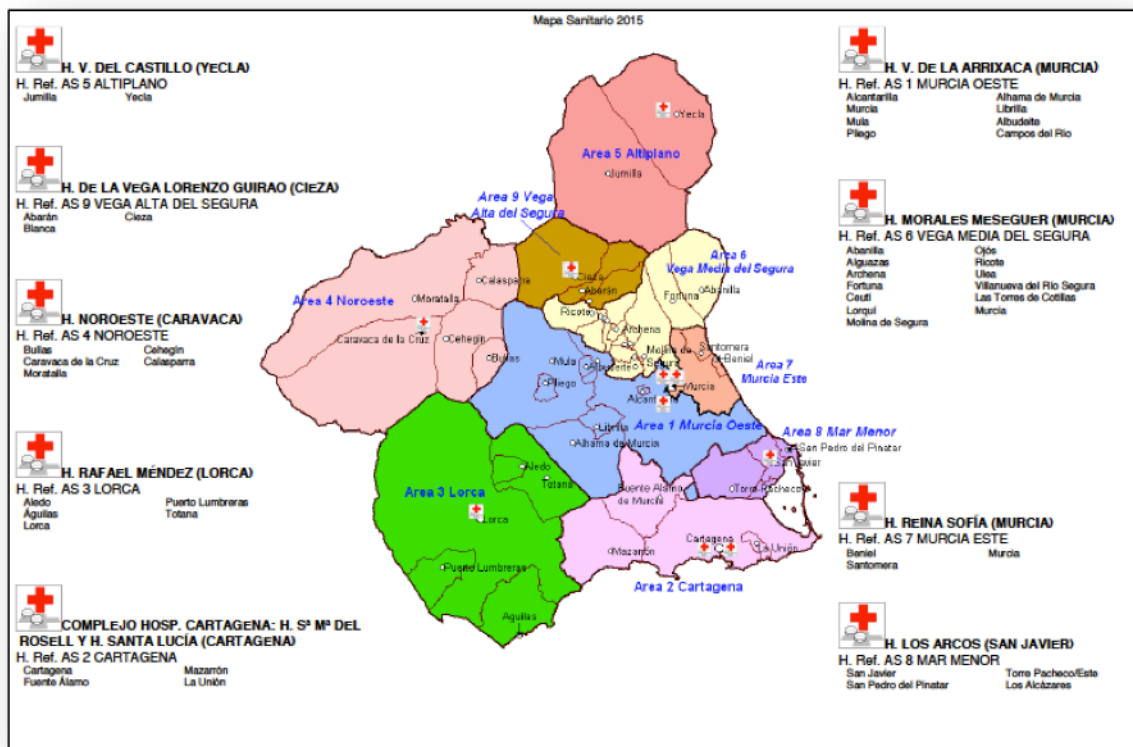 Mapa Sanitario 2015
H. V. DEL CASTILLO (YECLA)
H. Ref. AS 5 ALTIPLANO
Jumilla Yecla
H. DE LA VEGA LORENZO GUIRAO (CIEZA)
H. Ref. AS 9 VEGA ALTA DEL SEGURA
Abarán Cieza
Blanca
H. NOROESTE (CARAVACA)
H. Ref. AS 4 NOROESTE
Bullas Cehegín
Caravaca de la Cruz Calasparra
Moratalla
H. RAFAEL MÉNDEZ (LORCA)
H. Ref. AS 3 LORCA
Aledo Puerto Lumbreras
Águilas Totana
Lorca
COMPLEJO HOSP. CARTAGENA: H. Sª Mª DEL
ROSELL Y H. SANTA LUCÍA (CARTAGENA)
H. Ref. AS 2 CARTAGENA
Cartagena Mazarrón
Fuente Álamo La Unión
Yecla
Area 5 Altiplano
Jumilla
Area 9 Vega
Alta del Segura
Area 6
Vega Media del Segura
Cieza
Calasparra
Abarán
Abanilla
Area 4 Noroeste
Moratalla
Fortuna
Ricote
Archena
Caravaca de la Cruz
Cehegín
Santomera
Beniel
Molina de
Segura
Bullas
Mula
Albudeite
Area 7
Murcia Este
Pliego
Murcia
Alcantarilla
Librilla
Area 1 Murcia Oeste
Area 8 Mar Menor
Alhama de Murcia
San Pedro del Pinatar
San Javier
Aledo
Totana
Torre-Pacheco
Area 3 Lorca
Fuente Alamo
de Murcia
Lorca
Cartagena
La Unión
Mazarrón
Puerto Lumbreras
Area 2 Cartagena
Aguilas
H. V. DE LA ARRIXACA (MURCIA)
H. Ref. AS 1 MURCIA OESTE
Alcantarilla Alhama de Murcia
Murcia Librilla
Mula Albudeite
Pliego Campos del Río
H. MORALES MESEGUER (MURCIA)
H. Ref. AS 6 VEGA MEDIA DEL SEGURA
Abanilla Ojós
Alguazas Ricote
Archena Ulea
Fortuna Villanueva del Río Segura
Ceutí Las Torres de Cotillas
Lorquí Murcia
Molina de Segura
H. REINA SOFÍA (MURCIA)
H. Ref. AS 7 MURCIA ESTE
Beniel Murcia
Santomera
H. LOS ARCOS (SAN JAVIER)
H. Ref. AS 8 MAR MENOR
San Javier Torre Pacheco/Este
San Pedro del Pinatar Los Alcázares